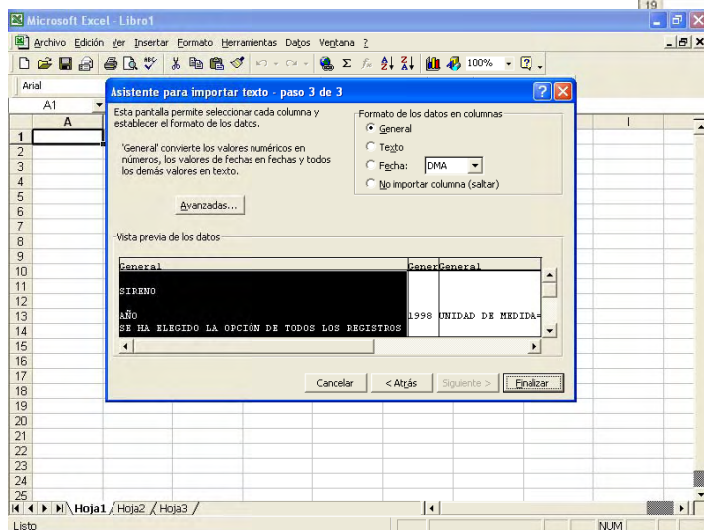 19
Microsoft Excel - Libro1
Archivo Edición Ver Insertar Formato Herramientas Datos Ventana ?
100%
Arial
A1
Asistente para importar texto - paso 3 de 3
Esta pantalla permite seleccionar cada columna y
establecer el formato de los datos.
'General' convierte los valores numéricos en
números, los valores de fechas en fechas y todos
los demás valores en texto.
Avanzadas...
Formato de los datos en columnas
General
Texto
Fecha: DMA
No importar columna (saltar)
Vista previa de los datos
General Gener General
SIRENO
AÑO 1998 UNIDAD DE MEDIDA=
SE HA ELEGIDO LA OPCIÓN DE TODOS LOS REGISTROS
Cancelar < Atrás Siguiente > Finalizar
A I
1
2
3
4
5
6
7
8
9
10
11
12
13
14
15
16
17
18
19
20
21
22
23
24
25
Hoja1 Hoja2 Hoja3
Listo NUM